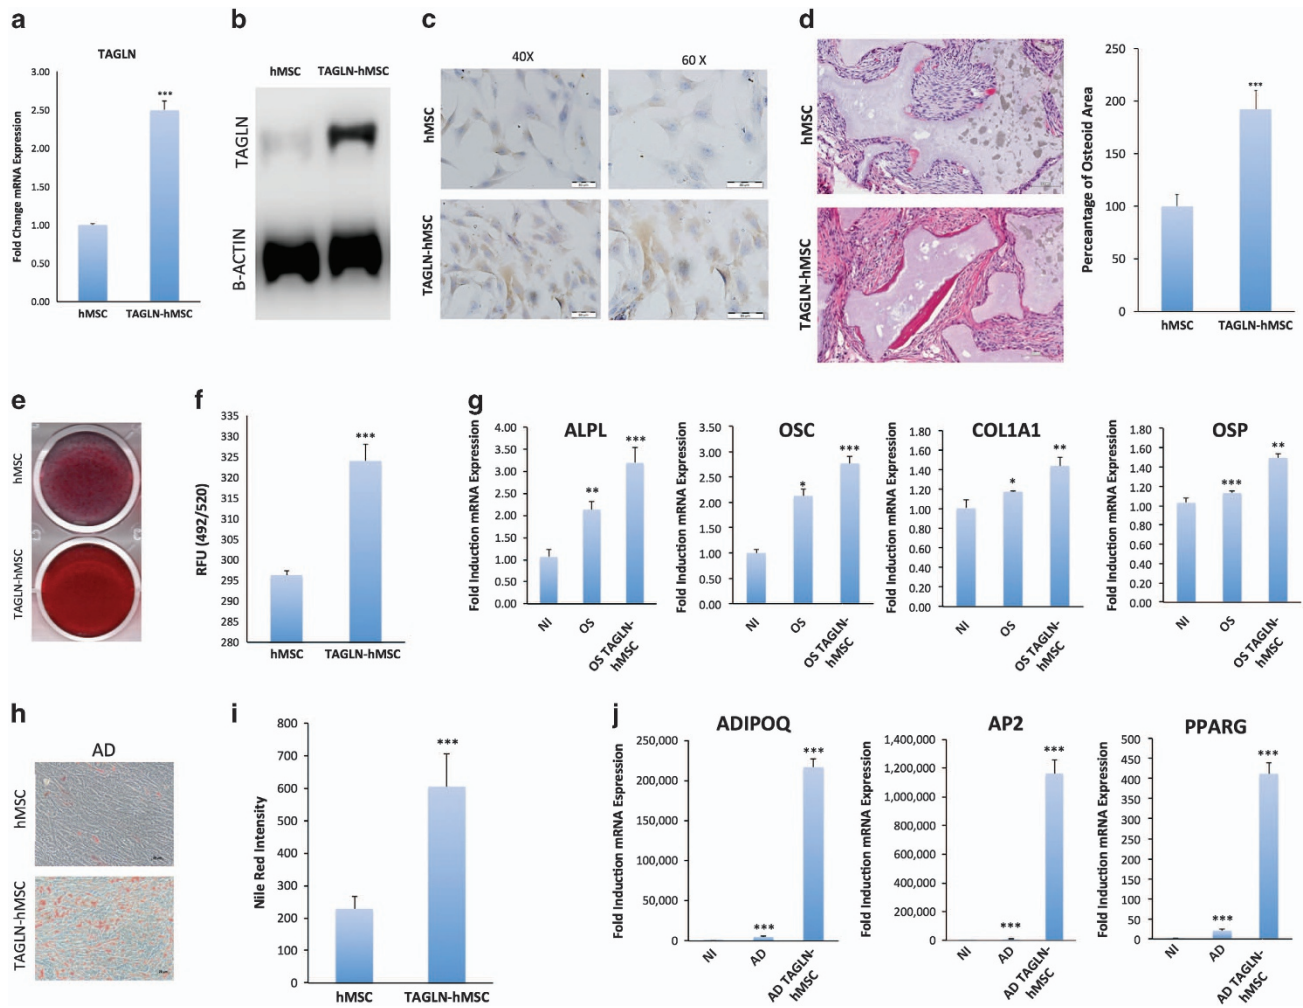 a
TAGLN
Fold Change mRNA Expression
3.00
2.50
2.00
1.50
1.00
0.50
0.00
***
hMSC
TAGLN-hMSC
b
hMSC TAGLN-hMSC
TAGLN
B-ACTIN
c
40X 60 X
hMSC
TAGLN-hMSC
d
hMSC
TAGLN-hMSC
Perceantage of Osteoid Area
250
200
150
100
50
0
***
hMSC TAGLN-hMSC
e
hMSC
TAGLN-hMSC
f
RFU (492/520)
335
330
325
320
315
310
305
300
295
290
285
280
***
hMSC TAGLN-hMSC
g
ALPL
Fold Induction mRNA Expression
4.00
3.50
3.00
2.50
2.00
1.50
1.00
0.50
0.00
**
***
NI
OS
OS TAGLN-
hMSC
OSC
Fold Induction mRNA Expression
3.50
3.00
2.50
2.00
1.50
1.00
0.50
0.00
*
***
NI
OS
OS TAGLN-
hMSC
COL1A1
Fold Induction mRNA Expression
1.80
1.60
1.40
1.20
1.00
0.80
0.60
0.40
0.20
0.00
*
**
NI
OS
OS TAGLN-
hMSC
OSP
Fold Induction mRNA Expression
1.80
1.60
1.40
1.20
1.00
0.80
0.60
0.40
0.20
0.00
***
**
NI
OS
OS TAGLN-
hMSC
h
AD
hMSC
TAGLN-hMSC
i
Nile Red Intensity
800
700
600
500
400
300
200
100
0
***
hMSC TAGLN-hMSC
j
ADIPOQ
Fold Induction mRNA Expression
250,000
200,000
150,000
100,000
50,000
0
***
***
NI
AD
AD TAGLN-
hMSC
AP2
Fold Induction mRNA Expression
1,400,000
1,200,000
1,000,000
800,000
600,000
400,000
200,000
0
***
***
NI
AD
AD TAGLN-
hMSC
PPARG
Fold Induction mRNA Expression
500
450
400
350
300
250
200
150
100
50
0
***
***
NI
AD
AD TAGLN-
hMSC